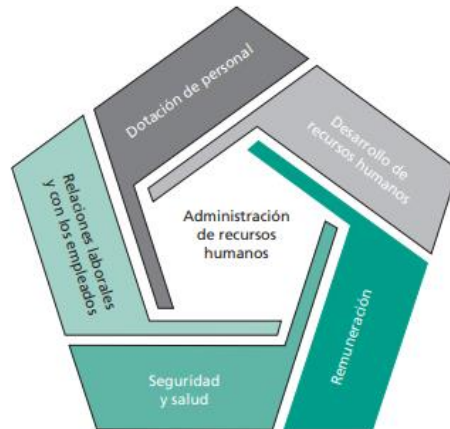 Dotación de personal
Desarrollo de
recursos humanos
Relaciones laborales
y con los empleados
Administración
de recursos
humanos
Remuneración
Seguridad
y salud